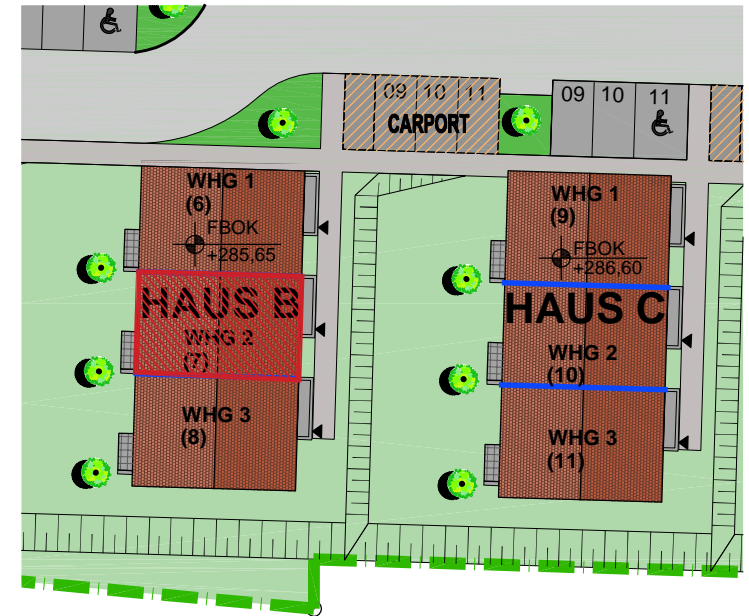 09 10 11
CARPORT
09 10 11
WHG 1
(6)
FBOK
+285,65
HAUS B
WHG 2
(7)
WHG 3
(8)
WHG 1
(9)
FBOK
+286,60
HAUS C
WHG 2
(10)
WHG 3
(11)